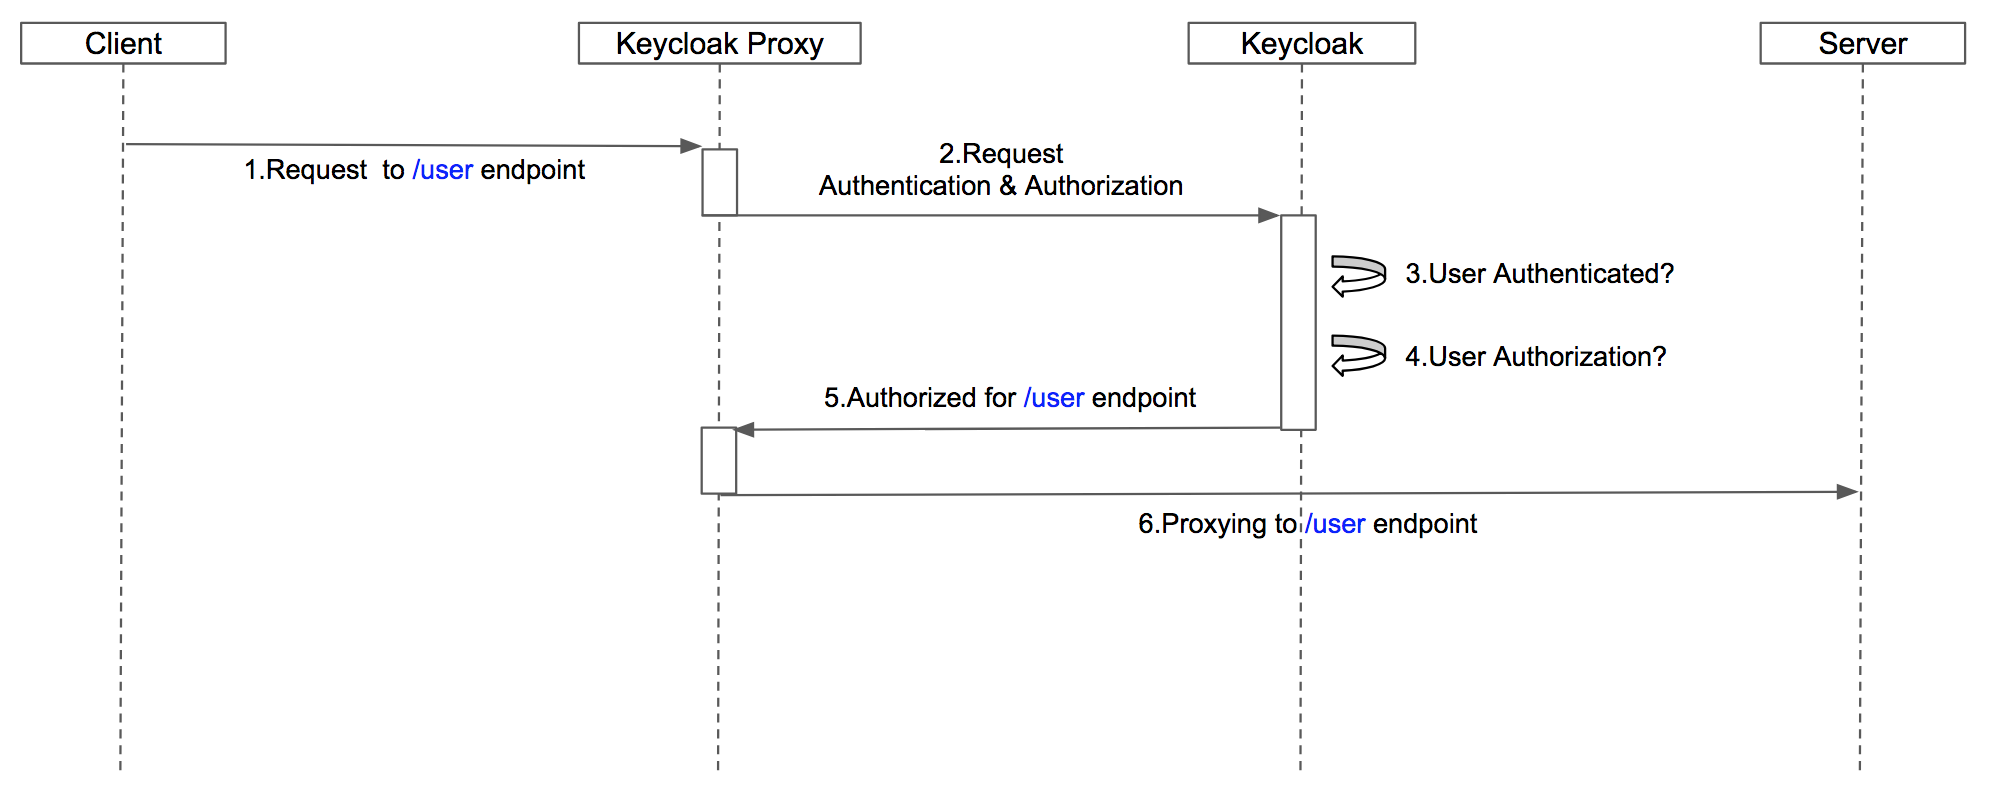 Client
Keycloak Proxy
Keycloak
Server
1.Request  to /user endpoint
2.Request
Authentication & Authorization
3.User Authenticated?
4.User Authorization?
5.Authorized for /user endpoint
6.Proxying to /user endpoint